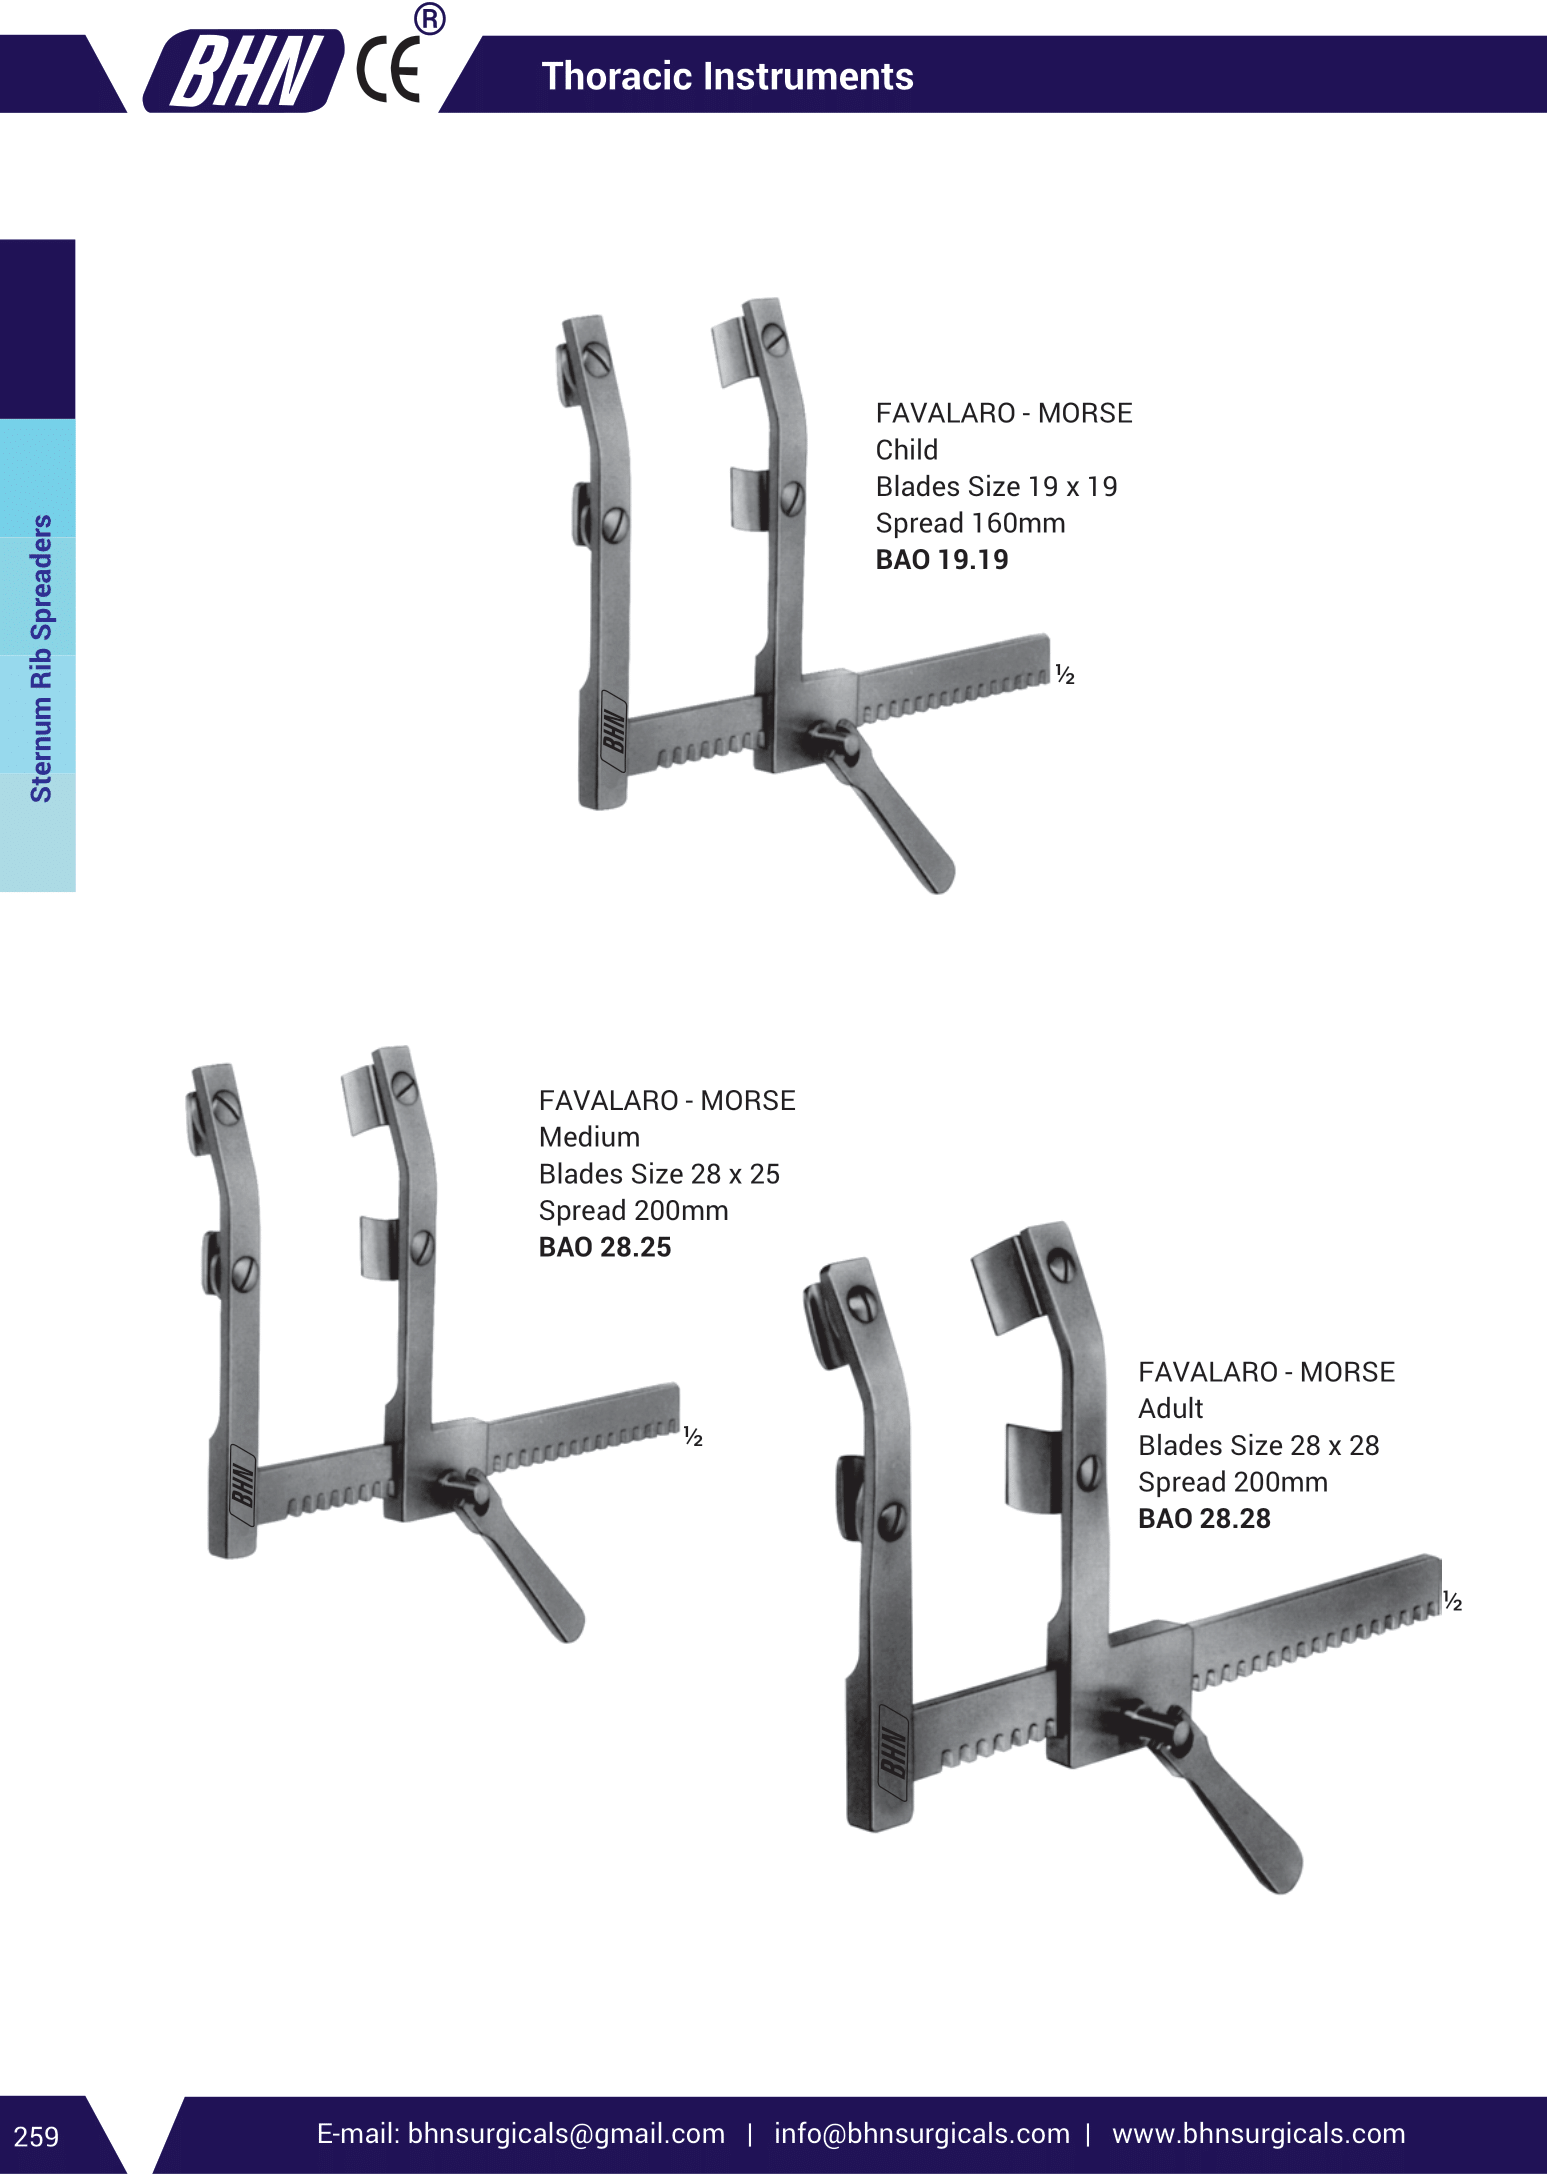 BHN CE ®
Thoracic Instruments
Sternum Rib Spreaders
FAVALARO - MORSE
Child
Blades Size 19 x 19
Spread 160mm
BAO 19.19
½
BHN
FAVALARO - MORSE
Medium
Blades Size 28 x 25
Spread 200mm
BAO 28.25
½
BHN
FAVALARO - MORSE
Adult
Blades Size 28 x 28
Spread 200mm
BAO 28.28
½
BHN
259
E-mail: bhnsurgicals@gmail.com | info@bhnsurgicals.com | www.bhnsurgicals.com